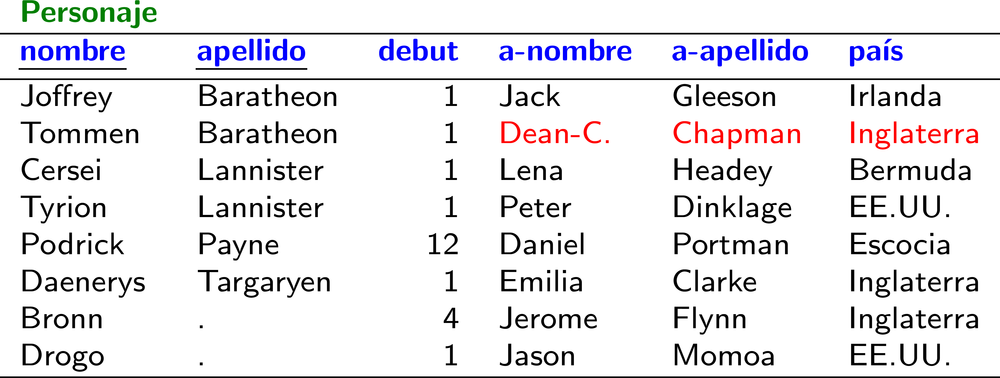 Personaje
nombre apellido debut a-nombre a-apellido país
Joffrey Baratheon 1 Jack Gleeson Irlanda
Tommen Baratheon 1 Dean-C. Chapman Inglaterra
Cersei Lannister 1 Lena Headey Bermuda
Tyrion Lannister 1 Peter Dinklage EE.UU.
Podrick Payne 12 Daniel Portman Escocia
Daenerys Targaryen 1 Emilia Clarke Inglaterra
Bronn . 4 Jerome Flynn Inglaterra
Drogo . 1 Jason Momoa EE.UU.